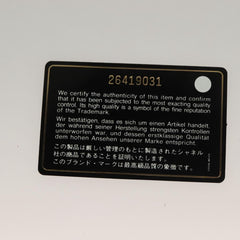 26419031
We certify the authenticity of this item and confirm
that it has been subjected to the most exacting quality
control. Its high quality is a symbol of the fine reputation
of the Trademark.
Wir bestätigen, dass es sich um einen Artikel handelt,
der während seiner Herstellung strengsten Kontrollen
unterworfen war, und dessen erstklassige Qualität
dem hohen Ansehen unserer Marke entspricht.
この製品は厳しい管理のもとに製造されたシャネル
社の商品であることを証明いたします。
このブランド・マークは最高級品質の象徴です。